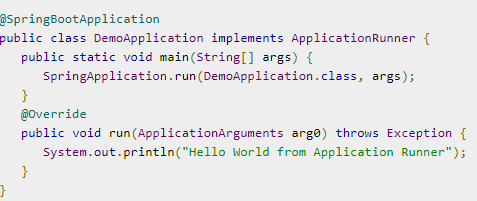 @SpringBootApplication
public class DemoApplication implements ApplicationRunner {
   public static void main(String[] args) {
      SpringApplication.run(DemoApplication.class, args);
   }
   @Override
   public void run(ApplicationArguments arg0) throws Exception {
      System.out.println("Hello World from Application Runner");
   }
}